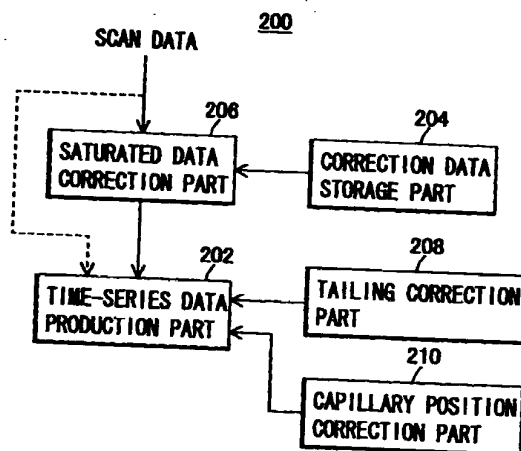 200
SCAN DATA
206
SATURATED DATA
CORRECTION PART
204
CORRECTION DATA
STORAGE PART
202
TIME-SERIES DATA
PRODUCTION PART
208
TAILING CORRECTION
PART
210
CAPILLARY POSITION
CORRECTION PART